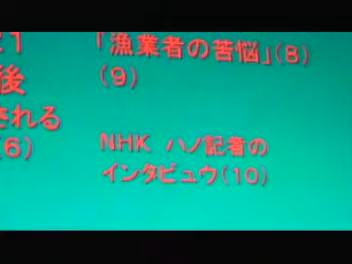 21
後
される
(6)
「漁業者の苦悩」(8)
(9)
NHK ハノ記者の
インタビュウ(10)